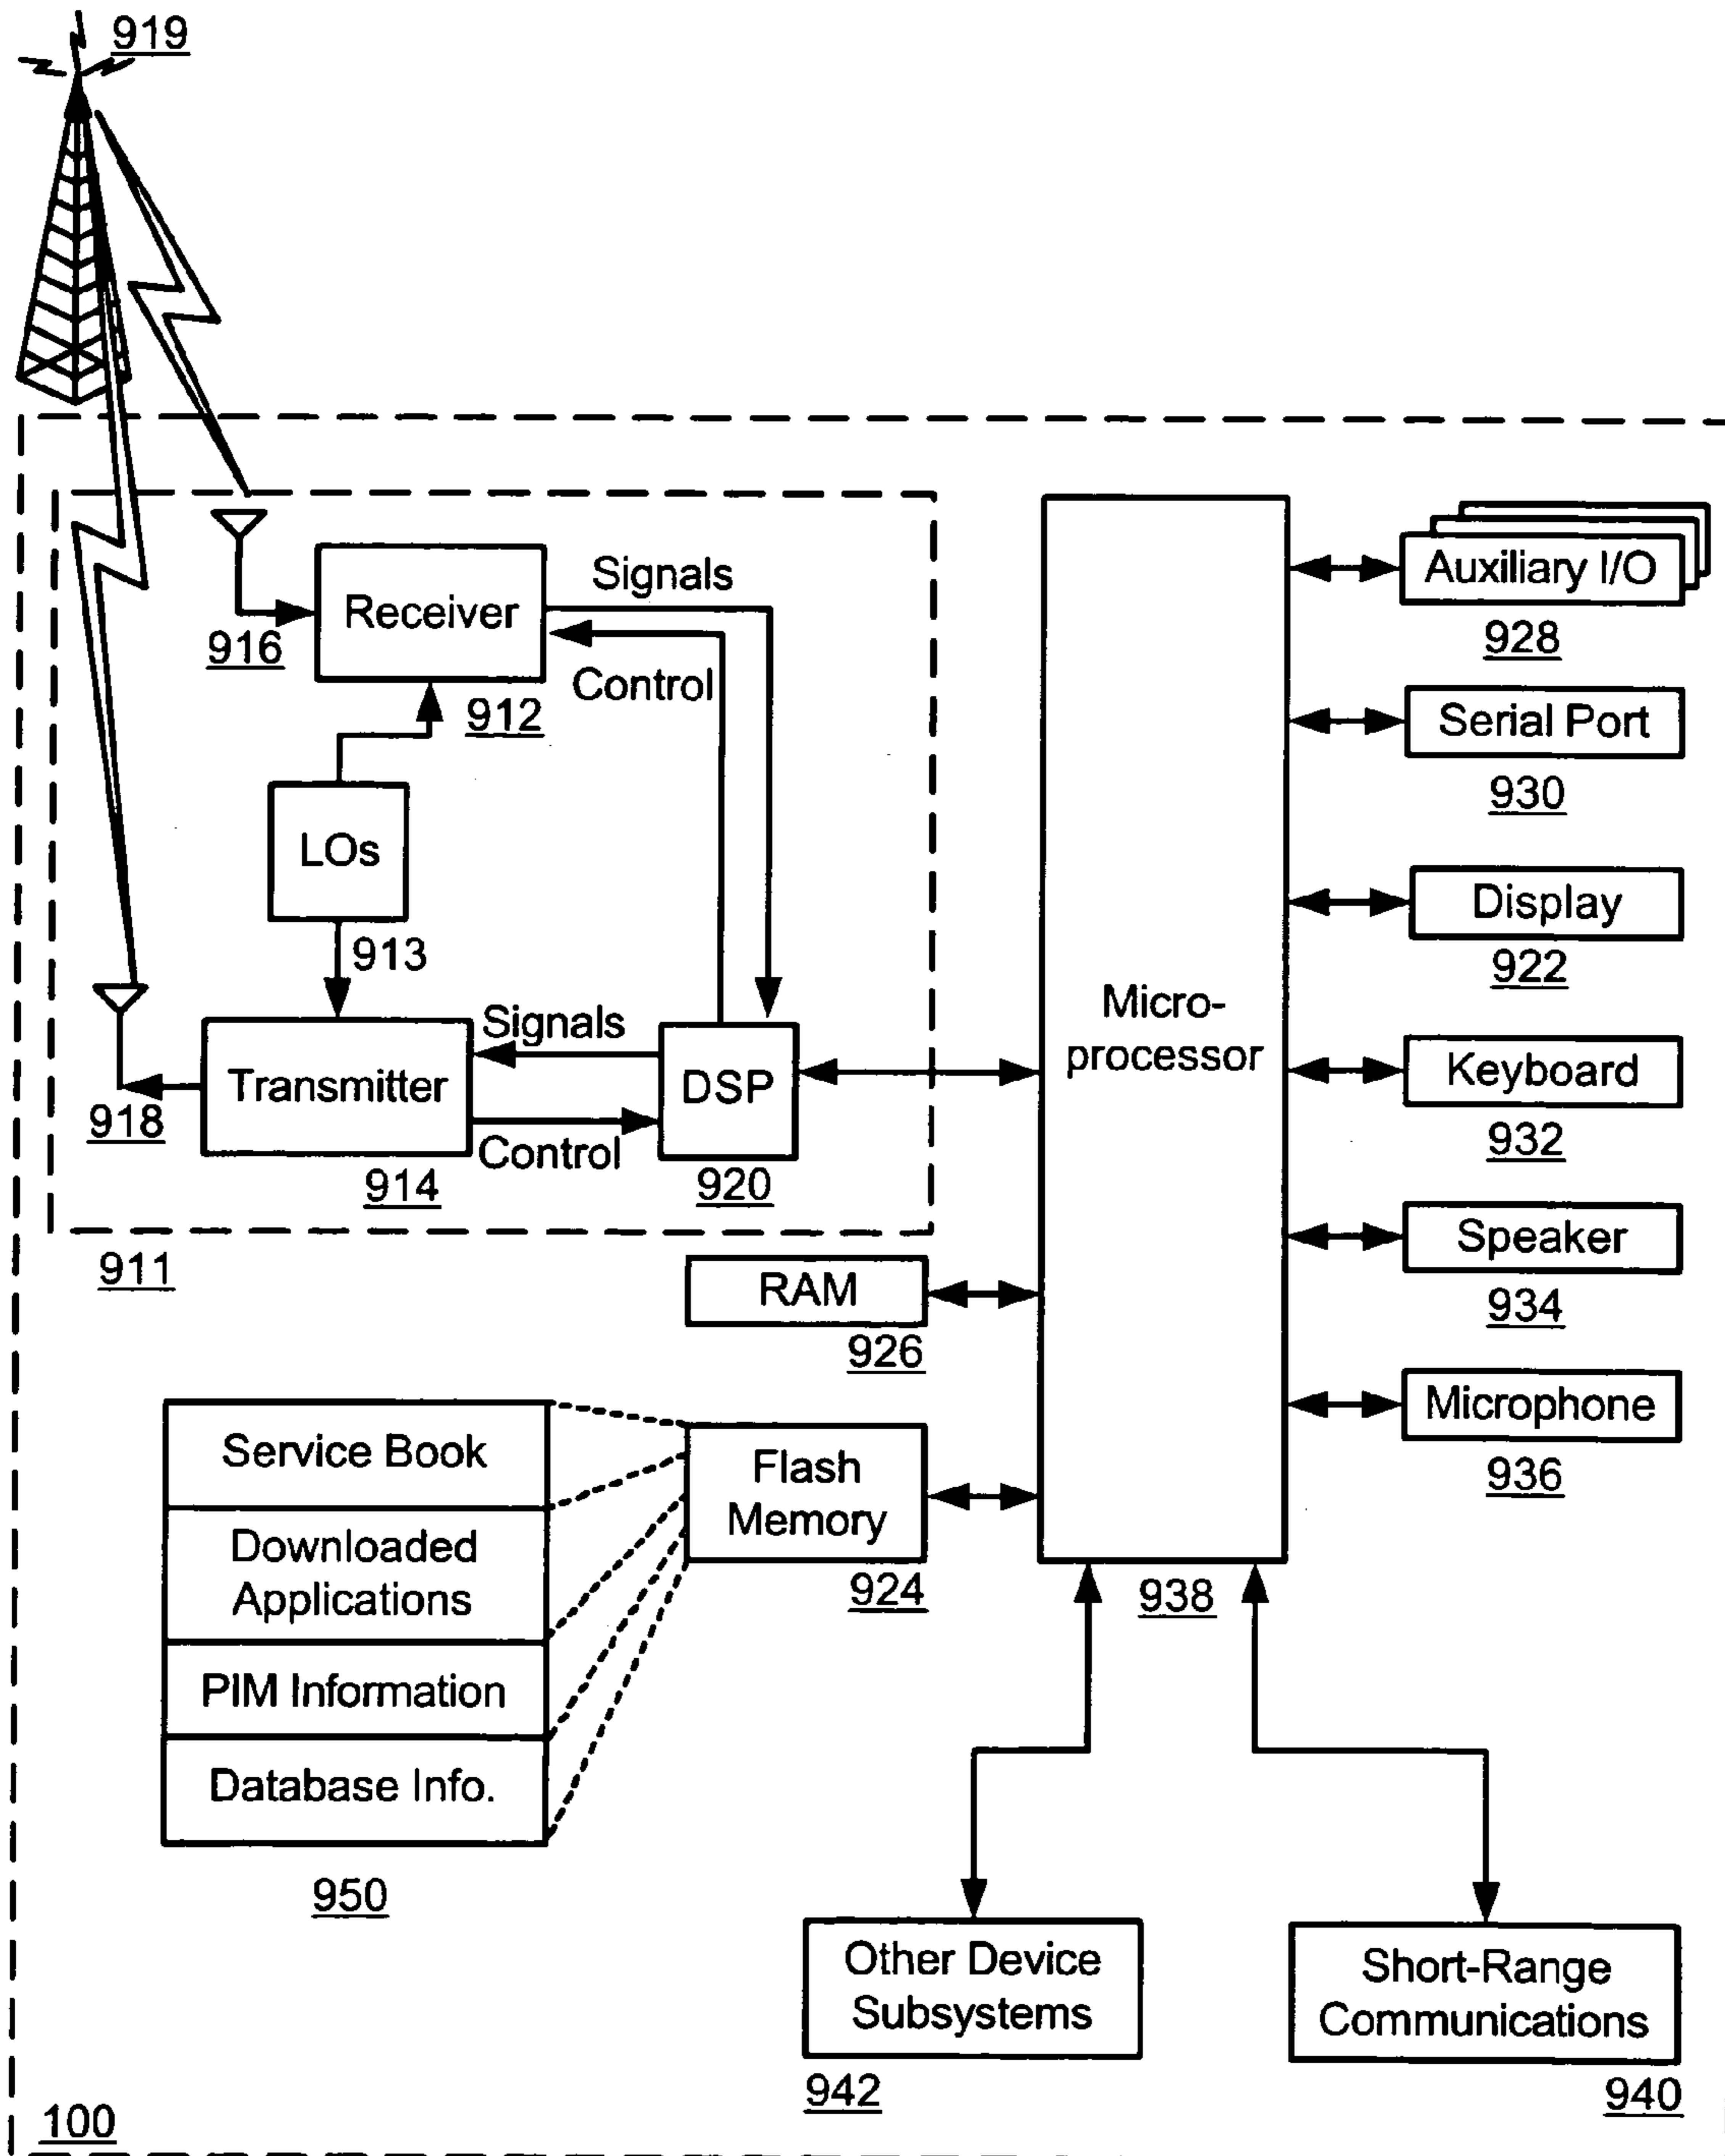 919
Receiver
Signals
Control
916
912
LOs
913
Transmitter
Signals
Control
DSP
918
914
920
911
Micro-
processor
938
Auxiliary I/O
928
Serial Port
930
Display
922
Keyboard
932
Speaker
934
Microphone
936
RAM
926
Flash
Memory
924
Service Book
Downloaded
Applications
PIM Information
Database Info.
950
Other Device
Subsystems
942
Short-Range
Communications
940
100